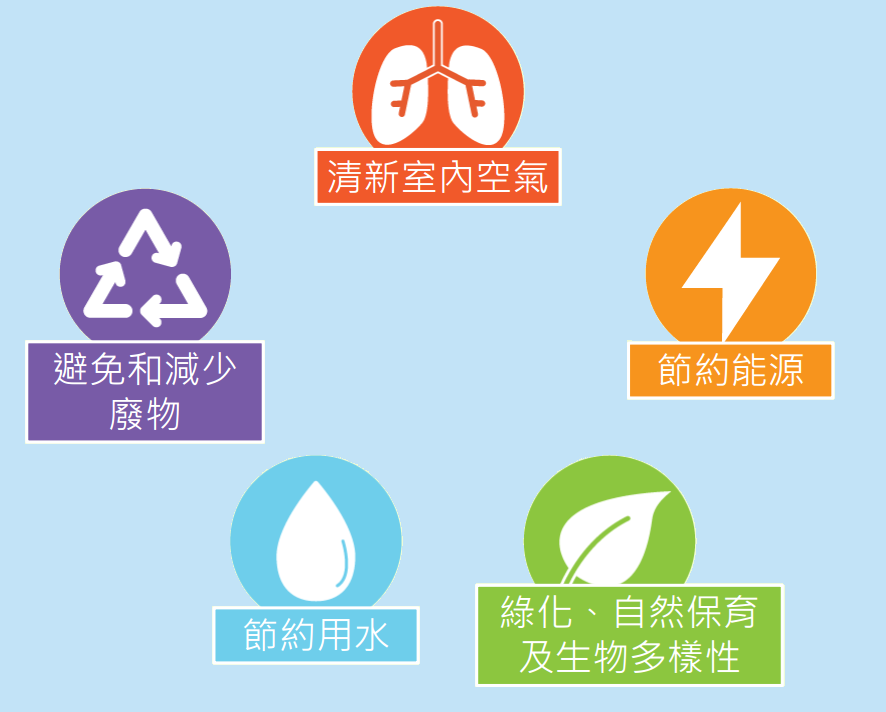 清新室內空氣
避免和減少
廢物
節約能源
節約用水
綠化、自然保育
及生物多樣性